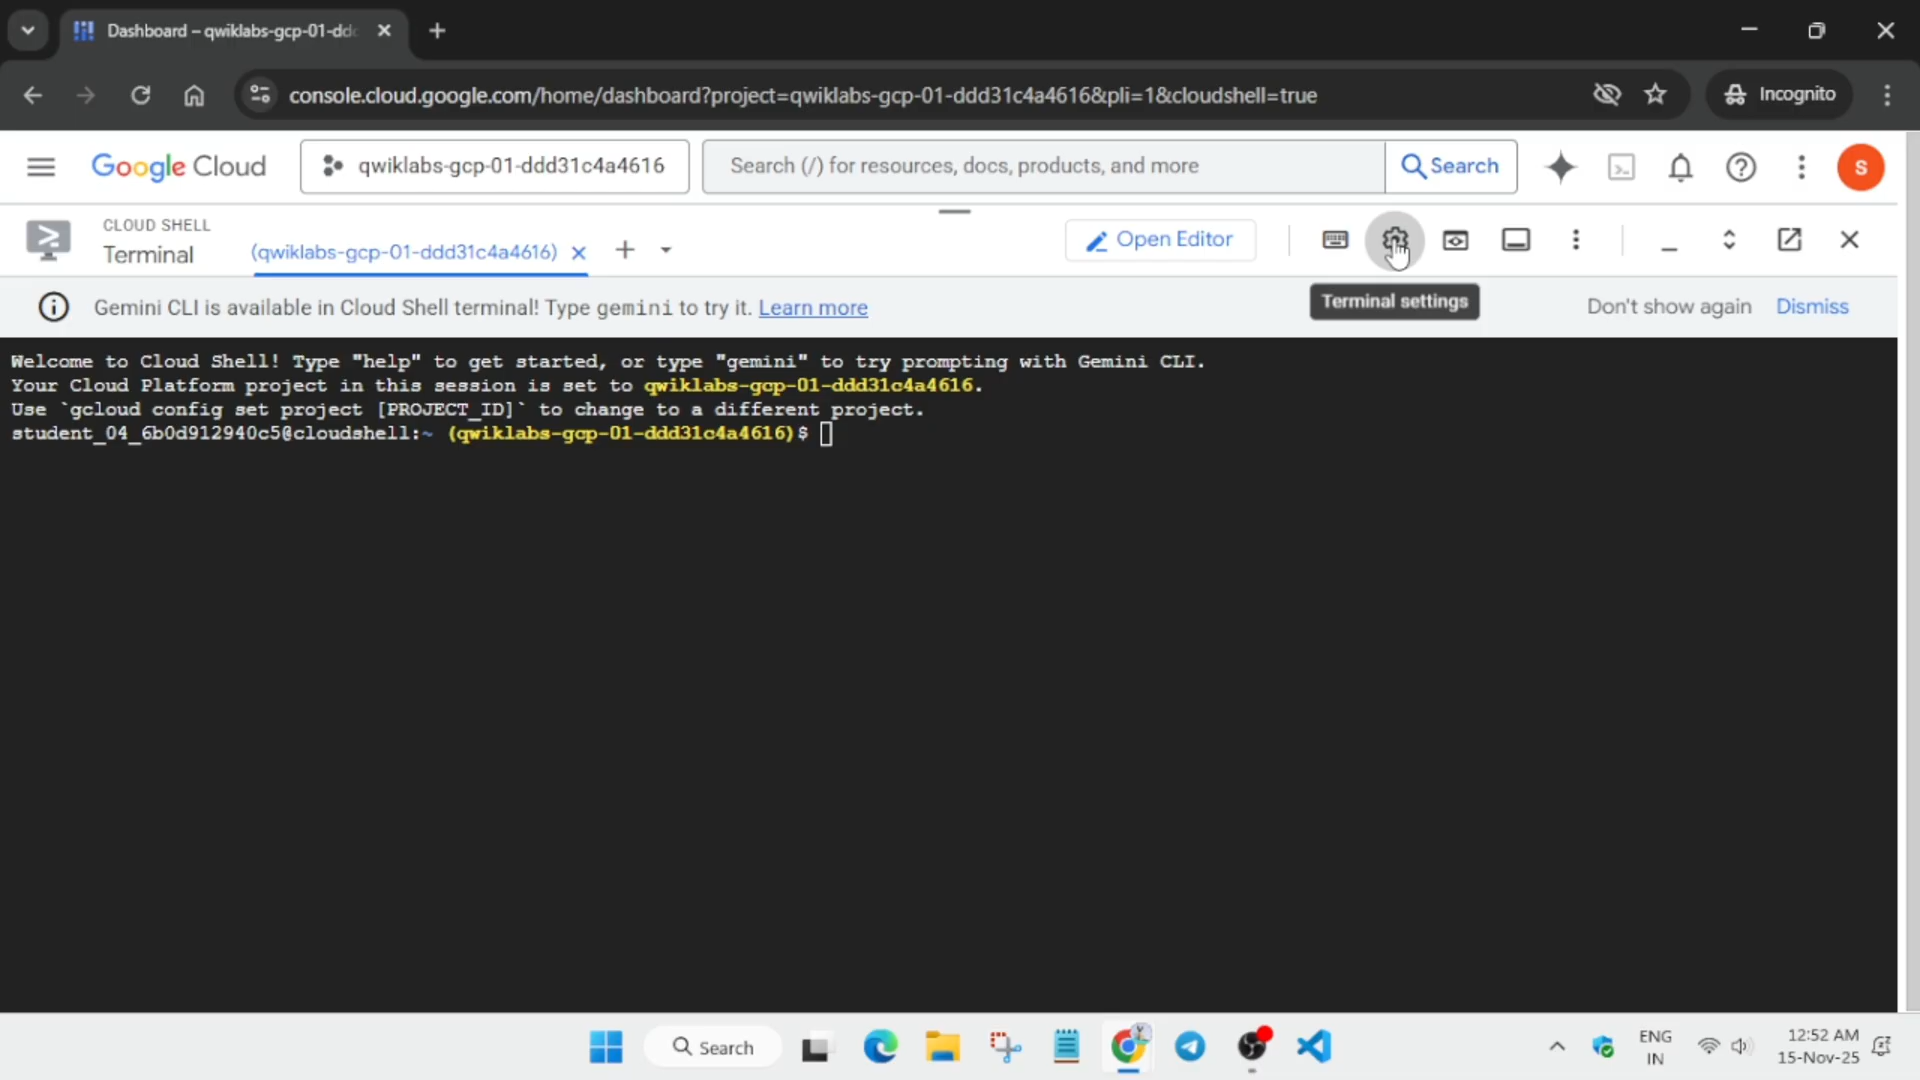 Dashboard – qwiklabs-gcp-01-ddc
console.cloud.google.com/home/dashboard?project=qwiklabs-gcp-01-ddd31c4a4616&pli=1&cloudshell=true
Incognito
Google Cloud
qwiklabs-gcp-01-ddd31c4a4616
Search (/) for resources, docs, products, and more
Search
S
CLOUD SHELL
Terminal
(qwiklabs-gcp-01-ddd31c4a4616)
Open Editor
Gemini CLI is available in Cloud Shell terminal! Type gemini to try it. Learn more
Terminal settings
Don't show again
Dismiss
Welcome to Cloud Shell! Type "help" to get started, or type "gemini" to try prompting with Gemini CLI.
Your Cloud Platform project in this session is set to qwiklabs-gcp-01-ddd31c4a4616.
Use `gcloud config set project [PROJECT_ID]` to change to a different project.
student_04_6b0d912940c5@cloudshell:~ (qwiklabs-gcp-01-ddd31c4a4616)$
Search
ENG
IN
12:52 AM
15-Nov-25